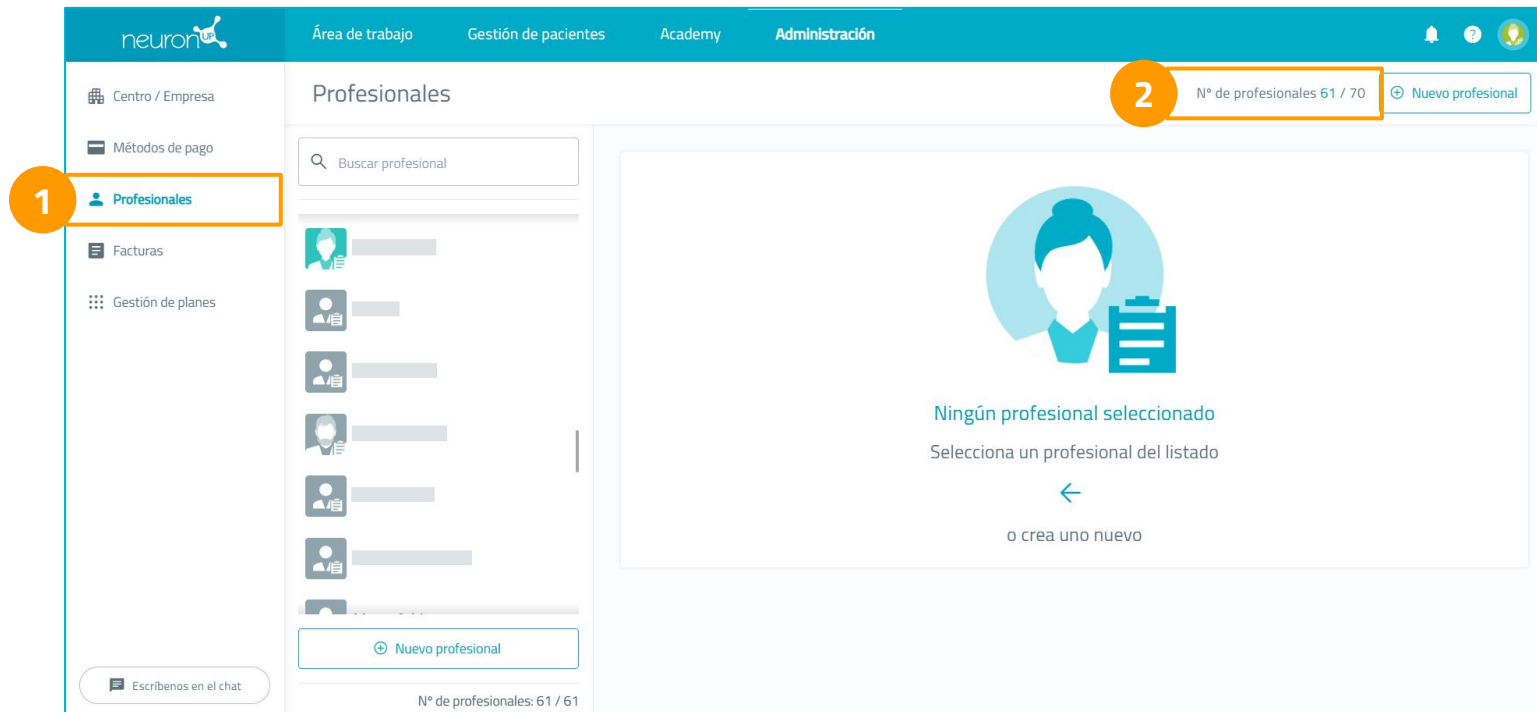 neuronUP
Área de trabajo
Gestión de pacientes
Academy
Administración
?
Centro / Empresa
Métodos de pago
1
Profesionales
Facturas
Gestión de planes
Escríbenos en el chat
Profesionales
2
Nº de profesionales 61 / 70
Nuevo profesional
Buscar profesional
Nuevo profesional
Nº de profesionales: 61 / 61
Ningún profesional seleccionado
Selecciona un profesional del listado
o crea uno nuevo